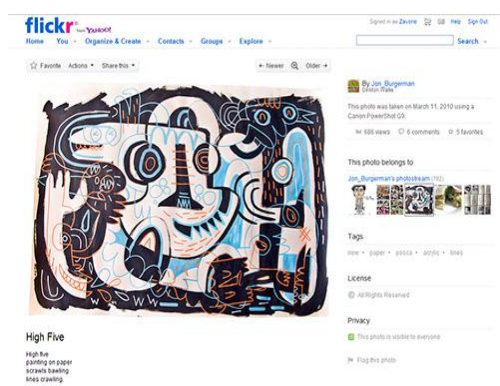 flickr from YAHOO!
Signed in as Zavorie Help Sign Out
Home You Organize & Create Contacts Groups Explore
Search
Favorite Actions Share this
← Newer Older →
By Jon_Burgerman
This photo was taken on March 11, 2010 using a
Canon PowerShot G9.
686 views 6 comments 5 favorites
This photo belongs to
Jon_Burgerman's photostream
Tags
new • paper • posca • acrylic • lines
License
All Rights Reserved
Privacy
This photo is visible to everyone
Flag this photo
High Five
High five
painting on paper
scrawls bawling
lines crawling.